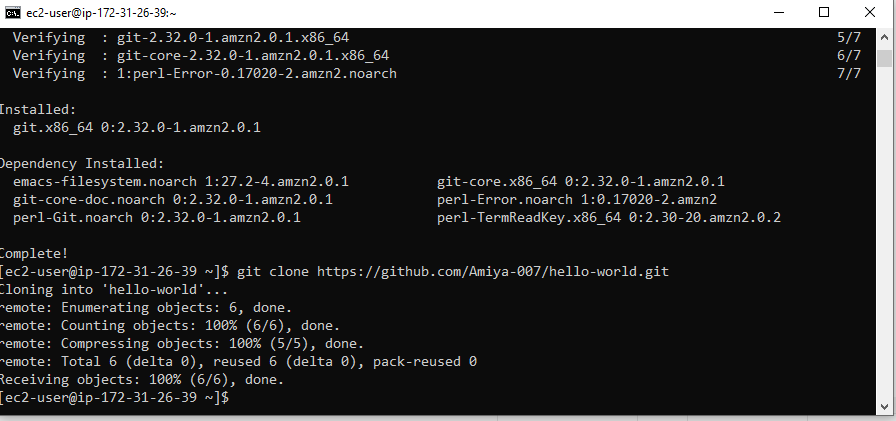 ec2-user@ip-172-31-26-39:~
Verifying  : git-2.32.0-1.amzn2.0.1.x86_64 5/7
Verifying  : git-core-2.32.0-1.amzn2.0.1.x86_64 6/7
Verifying  : 1:perl-Error-0.17020-2.amzn2.noarch 7/7
Installed:
git.x86_64 0:2.32.0-1.amzn2.0.1
Dependency Installed:
emacs-filesystem.noarch 1:27.2-4.amzn2.0.1 git-core.x86_64 0:2.32.0-1.amzn2.0.1
git-core-doc.noarch 0:2.32.0-1.amzn2.0.1 perl-Error.noarch 1:0.17020-2.amzn2
perl-Git.noarch 0:2.32.0-1.amzn2.0.1 perl-TermReadKey.x86_64 0:2.30-20.amzn2.0.2
Complete!
[ec2-user@ip-172-31-26-39 ~]$ git clone https://github.com/Amiya-007/hello-world.git
Cloning into 'hello-world'...
remote: Enumerating objects: 6, done.
remote: Counting objects: 100% (6/6), done.
remote: Compressing objects: 100% (5/5), done.
remote: Total 6 (delta 0), reused 6 (delta 0), pack-reused 0
Receiving objects: 100% (6/6), done.
[ec2-user@ip-172-31-26-39 ~]$